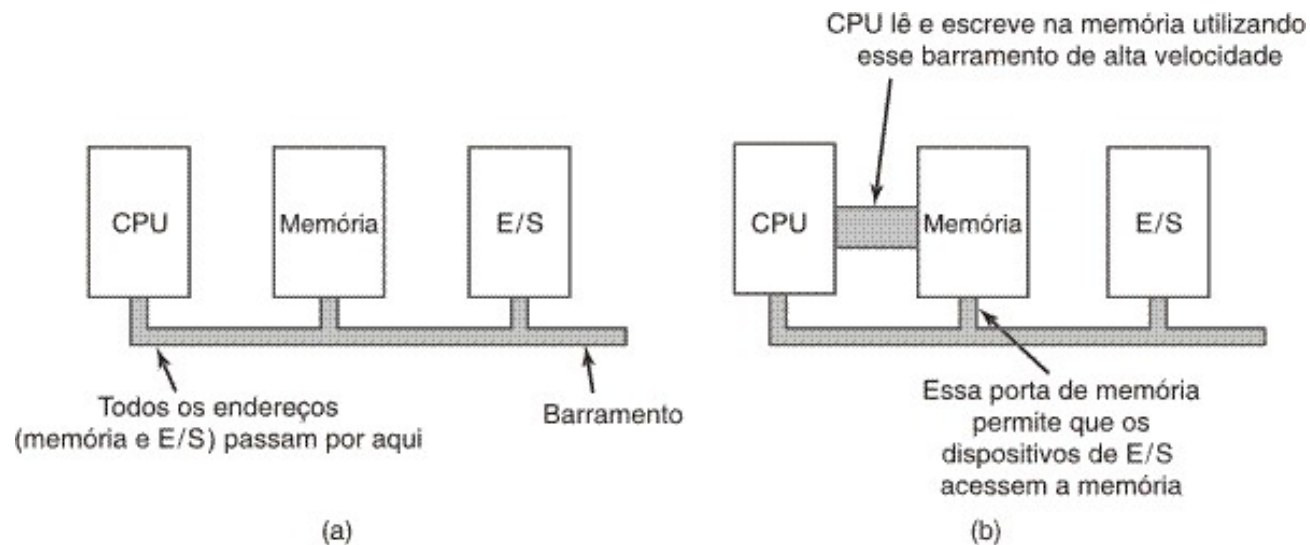 CPU lê e escreve na memória utilizando
esse barramento de alta velocidade
CPU
Memória
E/S
CPU
Memória
E/S
Todos os endereços
(memória e E/S) passam por aqui
Barramento
Essa porta de memória
permite que os
dispositivos de E/S
acessem a memória
(a)
(b)